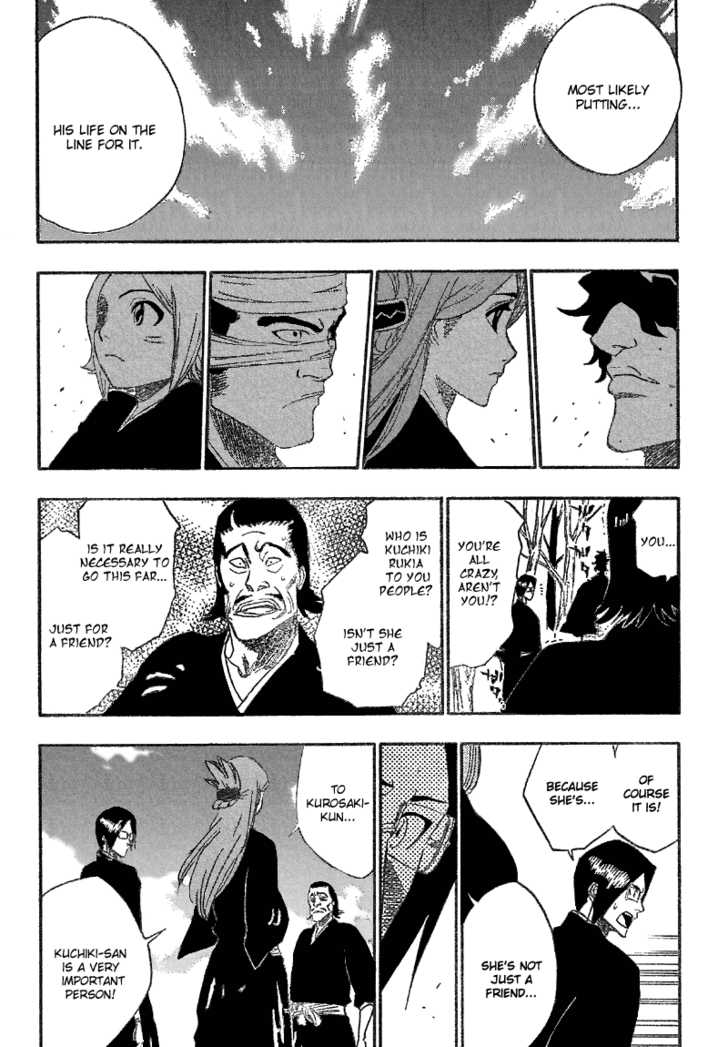 MOST LIKELY
PUTTING...
HIS LIFE ON THE
LINE FOR IT.
YOU...
YOU'RE
ALL
CRAZY,
AREN'T
YOU!?
WHO IS
KUCHIKI
RUKIA
TO YOU
PEOPLE?
ISN'T SHE
JUST A
FRIEND?
IS IT REALLY
NECESSARY TO
GO THIS FAR...
JUST FOR
A FRIEND?
OF
COURSE
IT IS!
BECAUSE
SHE'S...
SHE'S NOT
JUST A
FRIEND...
TO
KUROSAKI-
KUN...
KUCHIKI-SAN
IS A VERY
IMPORTANT
PERSON!